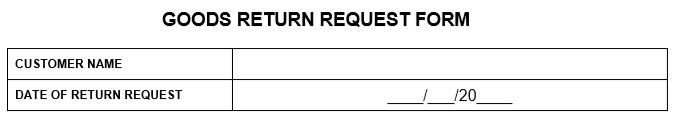 GOODS RETURN REQUEST FORM
CUSTOMER NAME
DATE OF RETURN REQUEST ____/___/20____